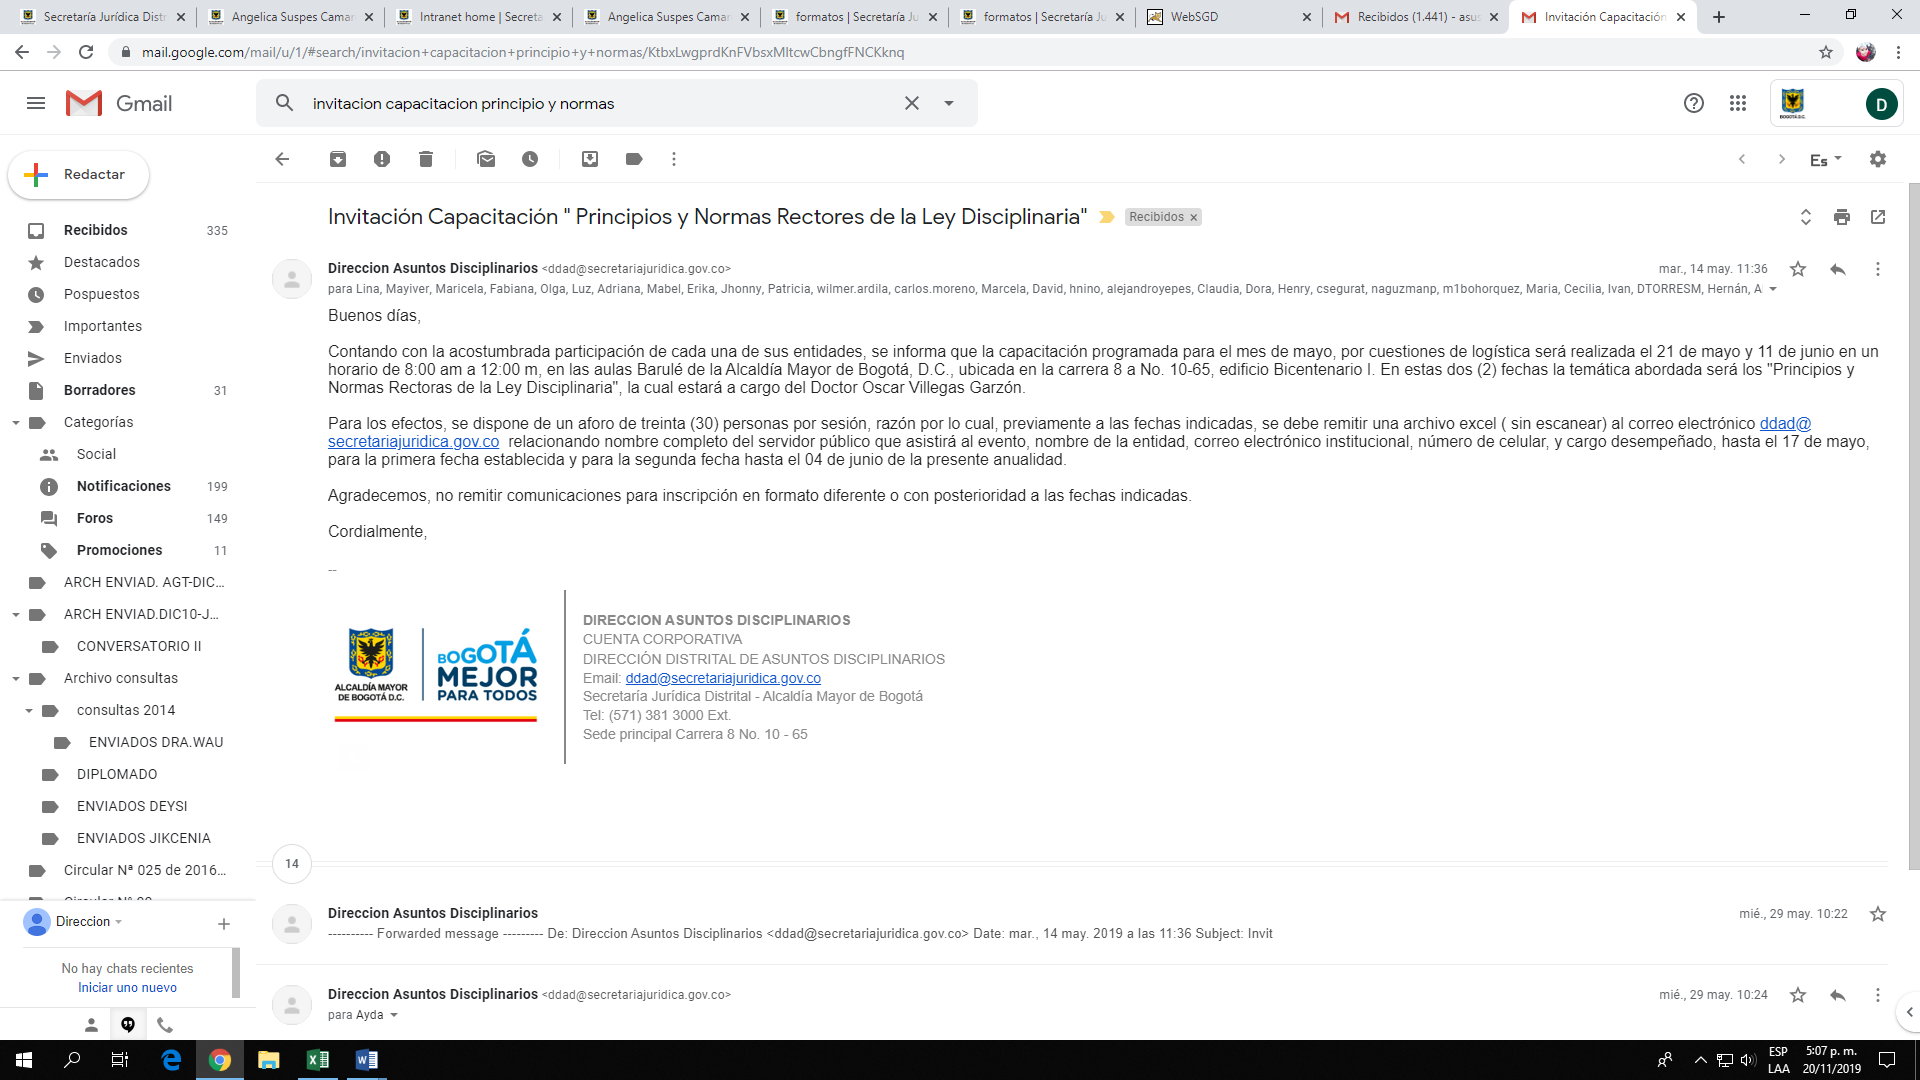 Secretaría Jurídica Distr
Angelica Suspes Camar
Intranet home | Secreta
Angelica Suspes Camar
formatos | Secretaría Ju
formatos | Secretaría Ju
WebSGD
Recibidos (1.441) - asus
Invitación Capacitación
mail.google.com/mail/u/1/#search/invitacion+capacitacion+principio+y+normas/KtbxLwgprdKnFVbsxMltcwCbngfFNCKknq
Gmail
invitacion capacitacion principio y normas
BOGOTÁ D.C.
D
Redactar
Es
Recibidos 335
Destacados
Pospuestos
Importantes
Enviados
Borradores 31
Categorías
Social
Notificaciones 199
Foros 149
Promociones 11
ARCH ENVIAD. AGT-DIC...
ARCH ENVIAD.DIC10-J...
CONVERSATORIO II
Archivo consultas
consultas 2014
ENVIADOS DRA.WAU
DIPLOMADO
ENVIADOS DEYSI
ENVIADOS JIKCENIA
Circular Nª 025 de 2016...
Direccion
No hay chats recientes
Iniciar uno nuevo
Invitación Capacitación " Principios y Normas Rectores de la Ley Disciplinaria" Recibidos x
Direccion Asuntos Disciplinarios <ddad@secretariajuridica.gov.co> mar., 14 may. 11:36
para Lina, Mayiver, Maricela, Fabiana, Olga, Luz, Adriana, Mabel, Erika, Jhonny, Patricia, wilmer.ardila, carlos.moreno, Marcela, David, hnino, alejandroyepes, Claudia, Dora, Henry, csegurat, naguzmanp, m1bohorquez, Maria, Cecilia, Ivan, DTORRESM, Hernán, A
Buenos días,
Contando con la acostumbrada participación de cada una de sus entidades, se informa que la capacitación programada para el mes de mayo, por cuestiones de logística será realizada el 21 de mayo y 11 de junio en un
horario de 8:00 am a 12:00 m, en las aulas Barulé de la Alcaldía Mayor de Bogotá, D.C., ubicada en la carrera 8 a No. 10-65, edificio Bicentenario I. En estas dos (2) fechas la temática abordada será los "Principios y
Normas Rectoras de la Ley Disciplinaria", la cual estará a cargo del Doctor Oscar Villegas Garzón.
Para los efectos, se dispone de un aforo de treinta (30) personas por sesión, razón por lo cual, previamente a las fechas indicadas, se debe remitir un archivo excel ( sin escanear) al correo electrónico ddad@
secretariajuridica.gov.co relacionando nombre completo del servidor público que asistirá al evento, nombre de la entidad, correo electrónico institucional, número de celular, y cargo desempeñado, hasta el 17 de mayo,
para la primera fecha establecida y para la segunda fecha hasta el 04 de junio de la presente anualidad.
Agradecemos, no remitir comunicaciones para inscripción en formato diferente o con posterioridad a las fechas indicadas.
Cordialmente,
--
ALCALDÍA MAYOR
DE BOGOTÁ D.C.
BOGOTÁ
MEJOR
PARA TODOS
DIRECCION ASUNTOS DISCIPLINARIOS
CUENTA CORPORATIVA
DIRECCIÓN DISTRITAL DE ASUNTOS DISCIPLINARIOS
Email: ddad@secretariajuridica.gov.co
Secretaría Jurídica Distrital - Alcaldía Mayor de Bogotá
Tel: (571) 381 3000 Ext.
Sede principal Carrera 8 No. 10 - 65
14
Direccion Asuntos Disciplinarios mié., 29 may. 10:22
---------- Forwarded message --------- De: Direccion Asuntos Disciplinarios <ddad@secretariajuridica.gov.co> Date: mar., 14 may. 2019 a las 11:36 Subject: Invit
Direccion Asuntos Disciplinarios <ddad@secretariajuridica.gov.co> mié., 29 may. 10:24
para Ayda
ESP
LAA
5:07 p. m.
20/11/2019